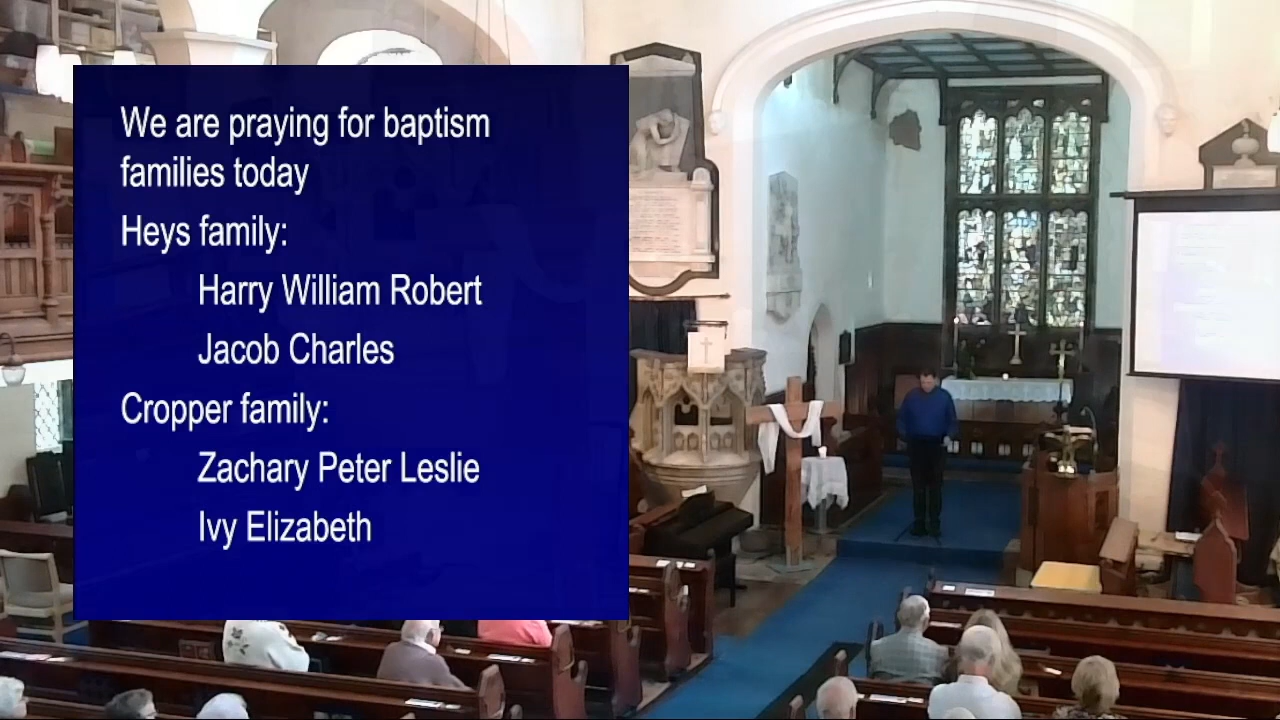 We are praying for baptism
families today
Heys family:
Harry William Robert
Jacob Charles
Cropper family:
Zachary Peter Leslie
Ivy Elizabeth